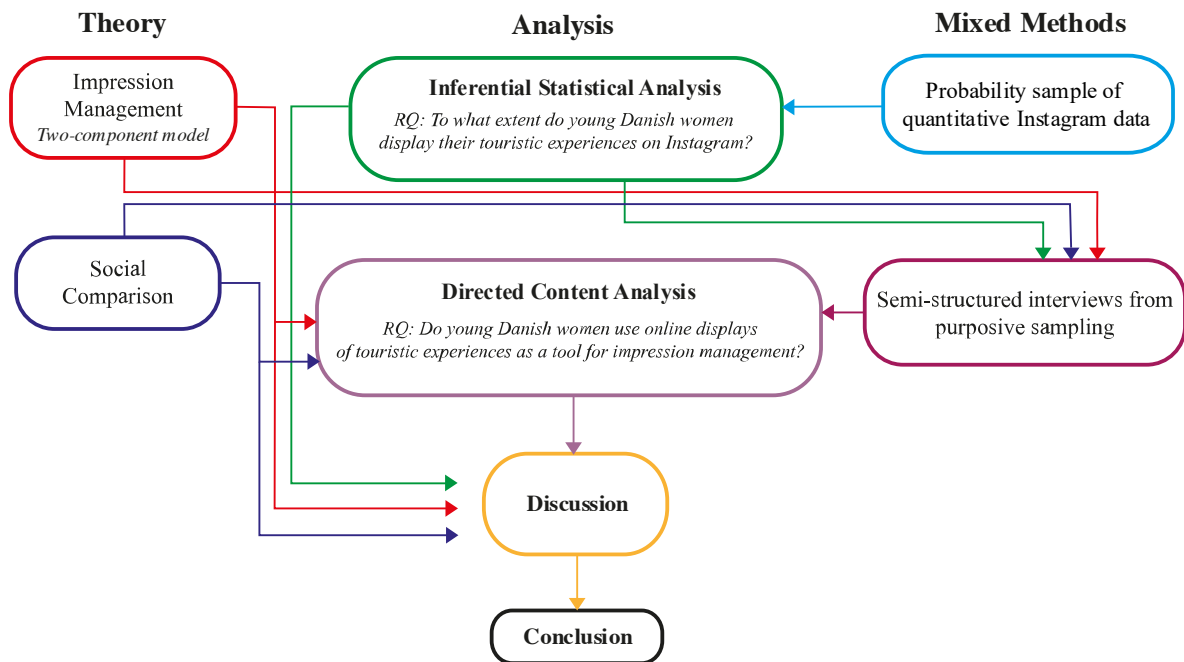 Theory
Analysis
Mixed Methods
Impression
Management
Two-component model
Inferential Statistical Analysis
RQ: To what extent do young Danish women
display their touristic experiences on Instagram?
Probability sample of
quantitative Instagram data
Social
Comparison
Directed Content Analysis
RQ: Do young Danish women use online displays
of touristic experiences as a tool for impression management?
Semi-structured interviews from
purposive sampling
Discussion
Conclusion